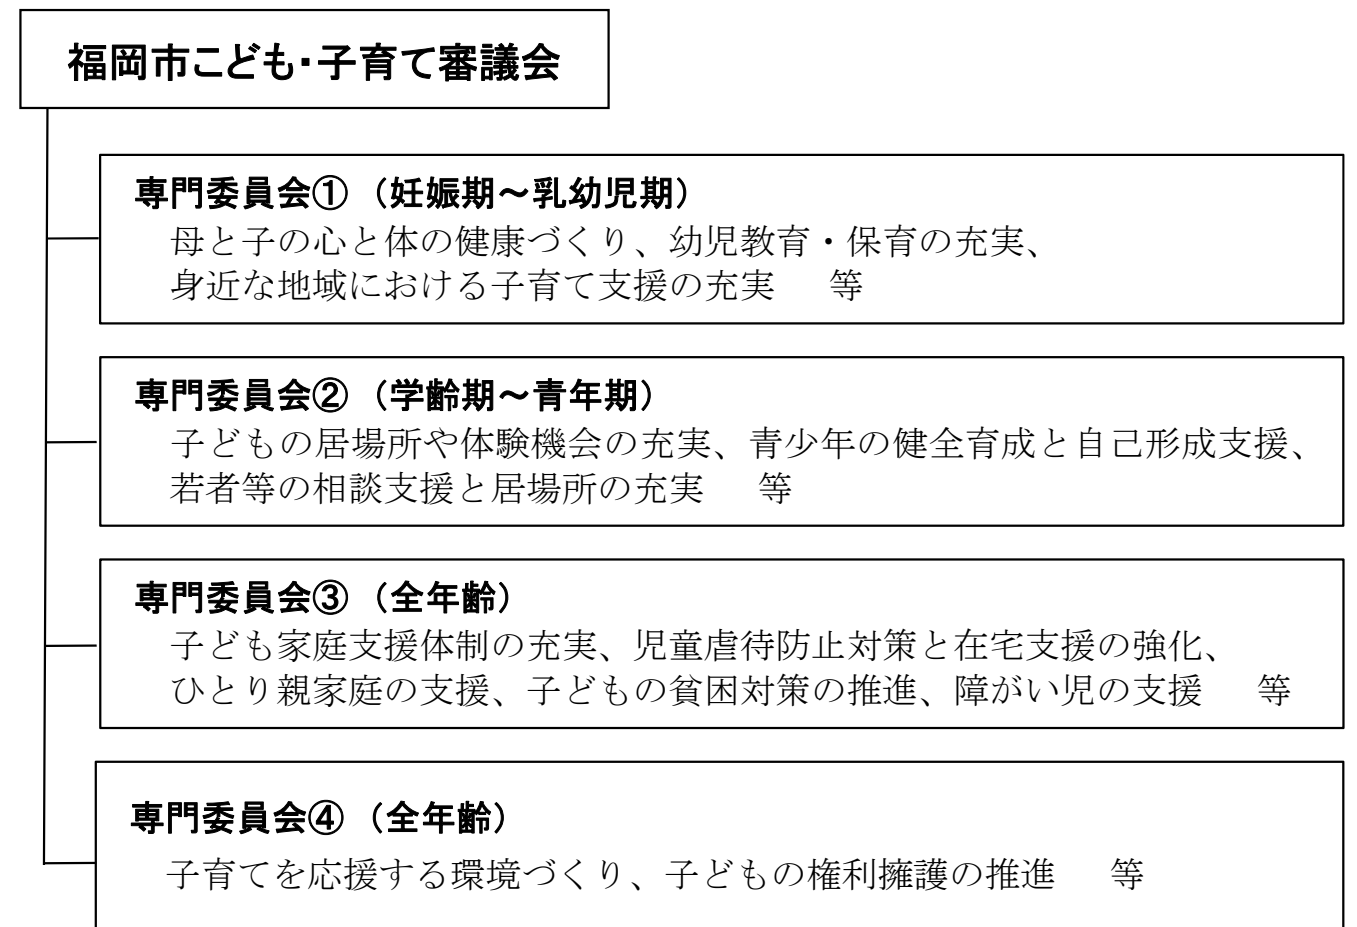 福岡市こども・子育て審議会
専門委員会①（妊娠期～乳幼児期）
母と子の心と体の健康づくり、幼児教育・保育の充実、
身近な地域における子育て支援の充実　等
専門委員会②（学齢期～青年期）
子どもの居場所や体験機会の充実、青少年の健全育成と自己形成支援、
若者等の相談支援と居場所の充実　等
専門委員会③（全年齢）
子ども家庭支援体制の充実、児童虐待防止対策と在宅支援の強化、
ひとり親家庭の支援、子どもの貧困対策の推進、障がい児の支援　等
専門委員会④（全年齢）
子育てを応援する環境づくり、子どもの権利擁護の推進　等